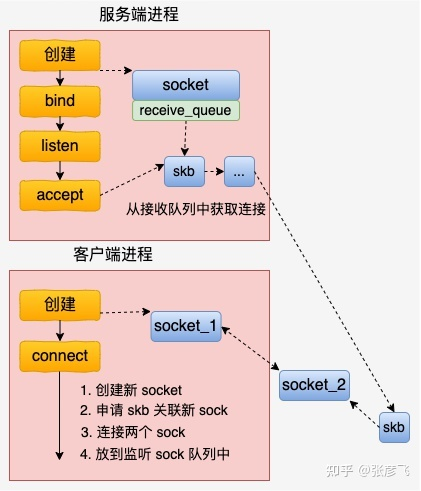 服务端进程
创建
socket
bind
receive_queue
listen
skb
...
accept
从接收队列中获取连接
客户端进程
创建
socket_1
connect
socket_2
1. 创建新 socket
2. 申请 skb 关联新 sock
3. 连接两个 sock
4. 放到监听 sock 队列中
skb
知乎 @张彦飞